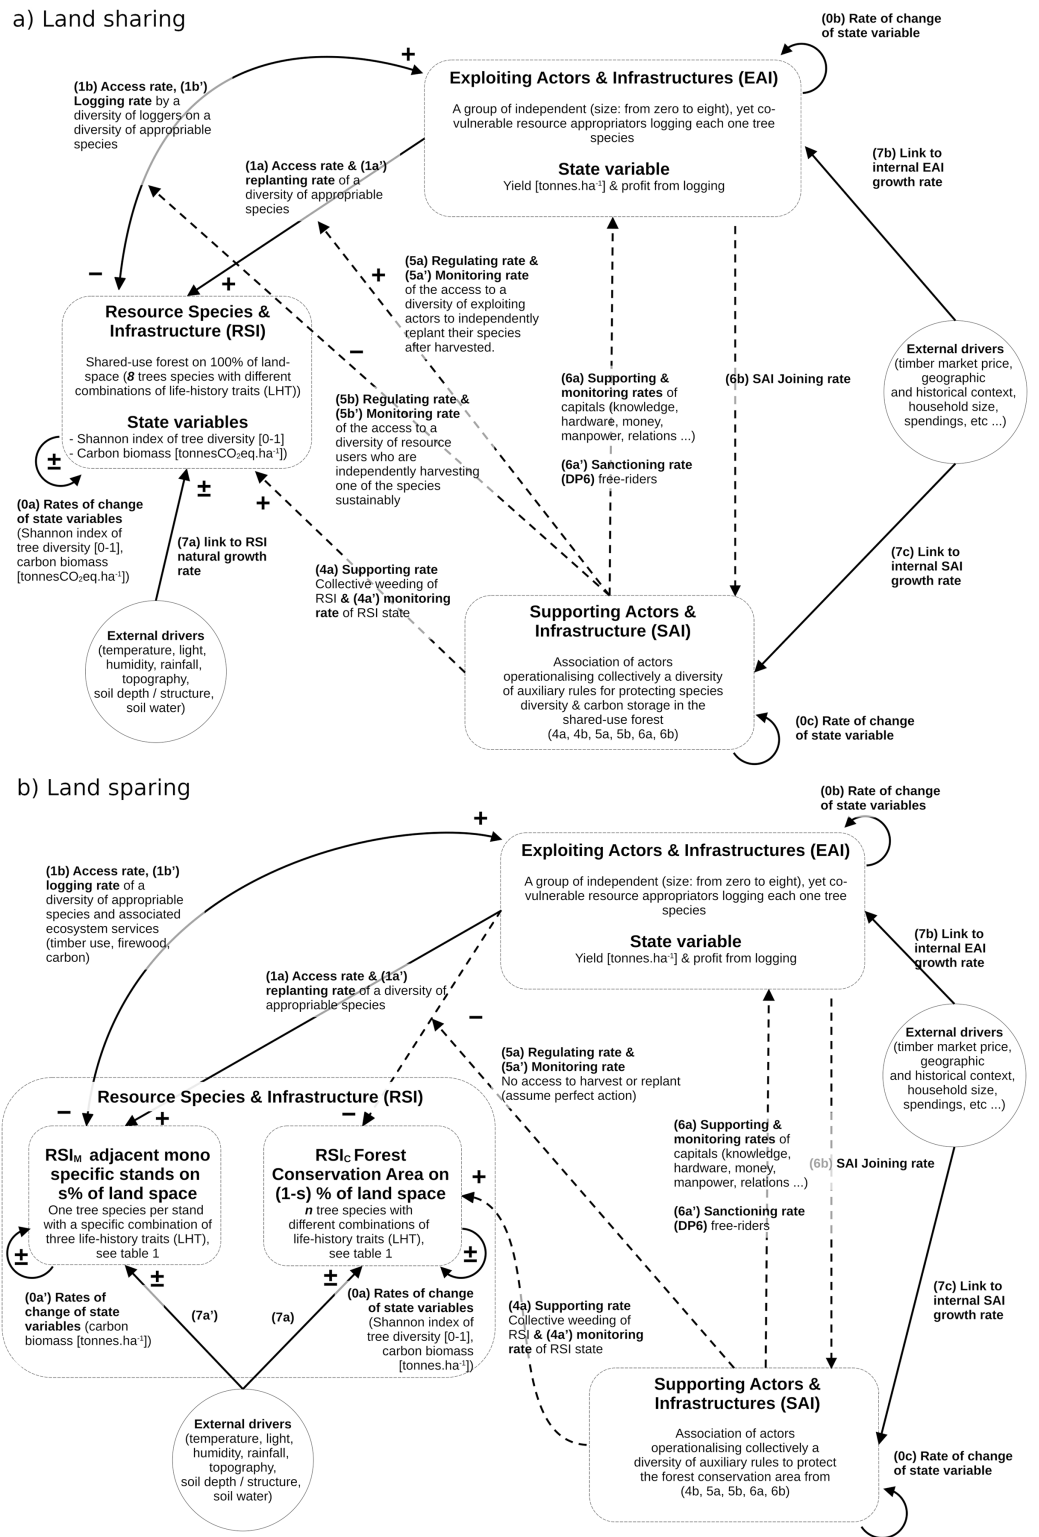 a) Land sharing
(0b) Rate of change
of state variable
+
Exploiting Actors & Infrastructures (EAI)
A group of independent (size: from zero to eight), yet co-
vulnerable resource appropriators logging each one tree
species
State variable
Yield [tonnes.ha-1] & profit from logging
(1b) Access rate, (1b’)
Logging rate by a
diversity of loggers on a
diversity of appropriable
species
(1a) Access rate & (1a’)
replanting rate of a
diversity of appropriable
species
(7b) Link to
internal EAI
growth rate
–
+
+
(5a) Regulating rate &
(5a’) Monitoring rate
of the access to a
diversity of exploiting
actors to independently
replant their species
after harvested.
Resource Species &
Infrastructure (RSI)
Shared-use forest on 100% of land-
space (8 trees species with different
combinations of life-history traits (LHT))
State variables
- Shannon index of tree diversity [0-1]
- Carbon biomass [tonnesCO2eq.ha-1])
–
(5b) Regulating rate &
(5b’) Monitoring rate
of the access to a
diversity of resource
users who are
independently harvesting
one of the species
sustainably
(6a) Supporting &
monitoring rates of
capitals (knowledge,
hardware, money,
manpower, relations ...)
(6a’) Sanctioning rate
(DP6) free-riders
(6b) SAI Joining rate
External drivers
(timber market price,
geographic
and historical context,
household size,
spendings, etc ...)
±
(0a) Rates of change
of state variables
(Shannon index of
tree diversity [0-1],
carbon biomass
[tonnesCO2eq.ha-1])
±
+
(7a) link to RSI
natural growth
rate
(4a) Supporting rate
Collective weeding of
RSI & (4a’) monitoring
rate of RSI state
(7c) Link to
internal SAI
growth rate
External drivers
(temperature, light,
humidity, rainfall,
topography,
soil depth / structure,
soil water)
Supporting Actors &
Infrastructure (SAI)
Association of actors
operationalising collectively a diversity
of auxiliary rules for protecting species
diversity & carbon storage in the
shared-use forest
(4a, 4b, 5a, 5b, 6a, 6b)
(0c) Rate of change
of state variable
b) Land sparing
(0b) Rate of change
of state variables
+
Exploiting Actors & Infrastructures (EAI)
A group of independent (size: from zero to eight), yet co-
vulnerable resource appropriators logging each one tree
species
State variable
Yield [tonnes.ha-1] & profit from logging
(1b) Access rate, (1b’)
logging rate of a
diversity of appropriable
species and associated
ecosystem services
(timber use, firewood,
carbon)
(1a) Access rate & (1a’)
replanting rate of a diversity of
appropriable species
(7b) Link to
internal EAI
growth rate
–
(5a) Regulating rate &
(5a’) Monitoring rate
No access to harvest or replant
(assume perfect action)
External drivers
(timber market price,
geographic
and historical context,
household size,
spendings, etc ...)
Resource Species & Infrastructure (RSI)
–
+
–
RSIM adjacent mono
specific stands on
s% of land space
One tree species per stand
with a specific combination of
three life-history traits (LHT),
see table 1
RSIC Forest
Conservation Area on
(1-s) % of land space
n tree species with
different combinations of
life-history traits (LHT),
see table 1
+
(6a) Supporting &
monitoring rates of
capitals (knowledge,
hardware, money,
manpower, relations ...)
(6a’) Sanctioning rate
(DP6) free-riders
(6b) SAI Joining rate
±
±
±
±
(0a’) Rates of
change of state
variables (carbon
biomass [tonnes.ha-1])
(7a’)
(7a)
(0a) Rates of change
of state variables
(Shannon index of
tree diversity [0-1],
carbon biomass
[tonnes.ha-1])
(4a) Supporting rate
Collective weeding of
RSI & (4a’) monitoring
rate of RSI state
(7c) Link to
internal SAI
growth rate
External drivers
(temperature, light,
humidity, rainfall,
topography,
soil depth / structure,
soil water)
Supporting Actors &
Infrastructures (SAI)
Association of actors
operationalising collectively a
diversity of auxiliary rules to protect
the forest conservation area from
(4b, 5a, 5b, 6a, 6b)
(0c) Rate of change
of state variable